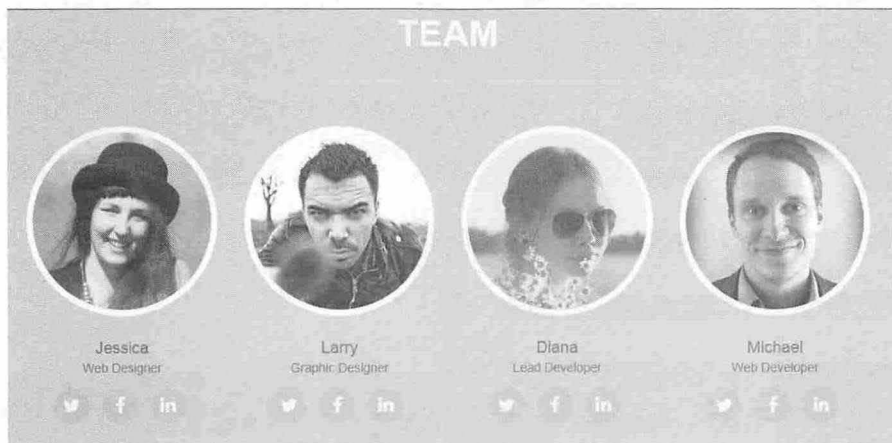 TEAM
Jessica
Web Designer
Larry
Graphic Designer
Diana
Lead Developer
Michael
Web Developer